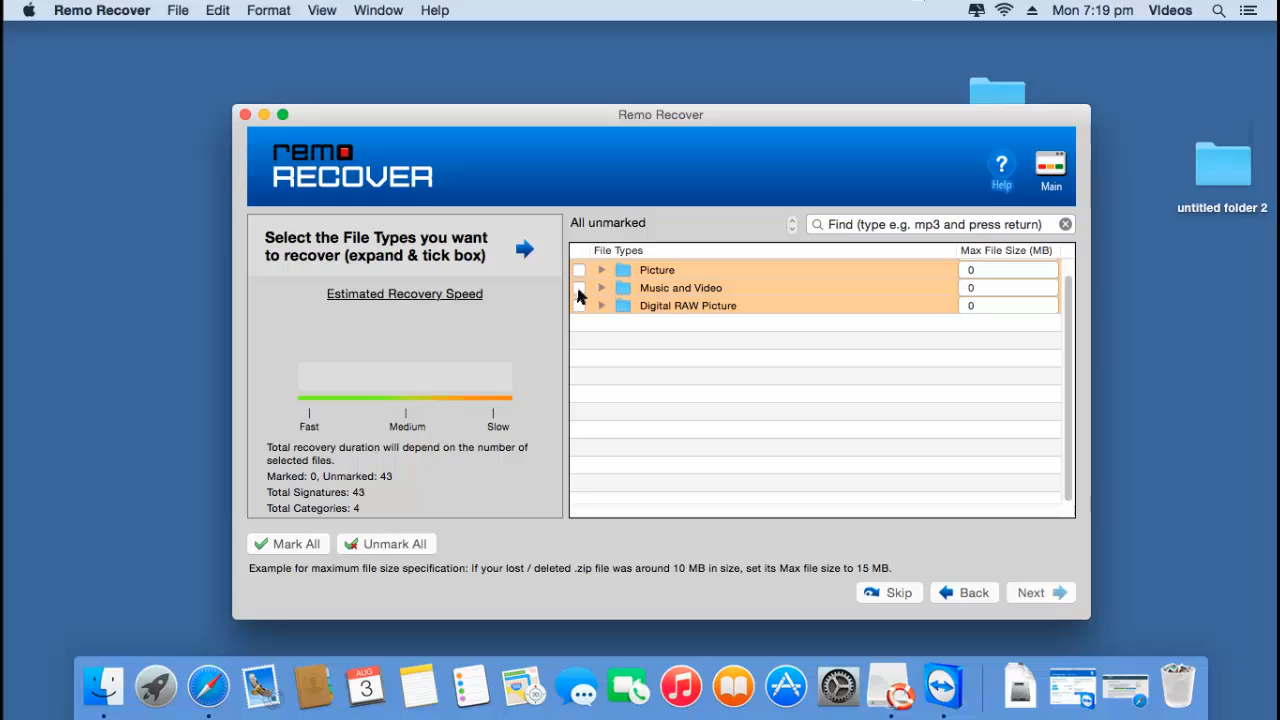 Remo Recover File Edit Format View Window Help Mon 7:19 pm Videos
Remo Recover
remo
RECOVER
Help
Main
untitled folder 2
Select the File Types you want
to recover (expand & tick box)
Estimated Recovery Speed
Fast Medium Slow
Total recovery duration will depend on the number of
selected files.
Marked: 0, Unmarked: 43
Total Signatures: 43
Total Categories: 4
All unmarked
Find (type e.g. mp3 and press return)
File Types Max File Size (MB)
Picture 0
Music and Video 0
Digital RAW Picture 0
Mark All Unmark All
Example for maximum file size specification: If your lost / deleted .zip file was around 10 MB in size, set its Max file size to 15 MB.
Skip Back Next
AUG
3